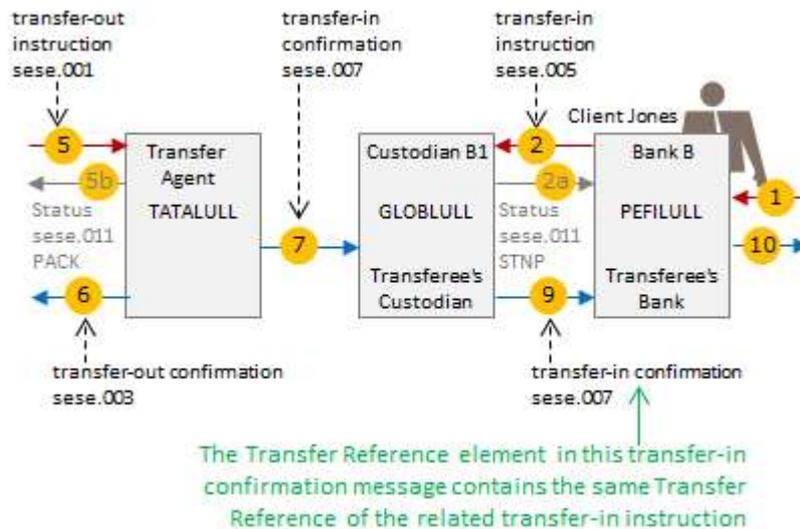 transfer-out
instruction
sese.001
transfer-in
confirmation
sese.007
transfer-in
instruction
sese.005
Client Jones
5
Transfer
Agent
TATALULL
5b
Status
sese.011
PACK
6
7
Custodian B1
GLOBLULL
Transferee's
Custodian
2
2a
Status
sese.011
STNP
9
Bank B
PEFILULL
Transferee's
Bank
1
10
transfer-out confirmation
sese.003
transfer-in confirmation
sese.007
The Transfer Reference element in this transfer-in
confirmation message contains the same Transfer
Reference of the related transfer-in instruction